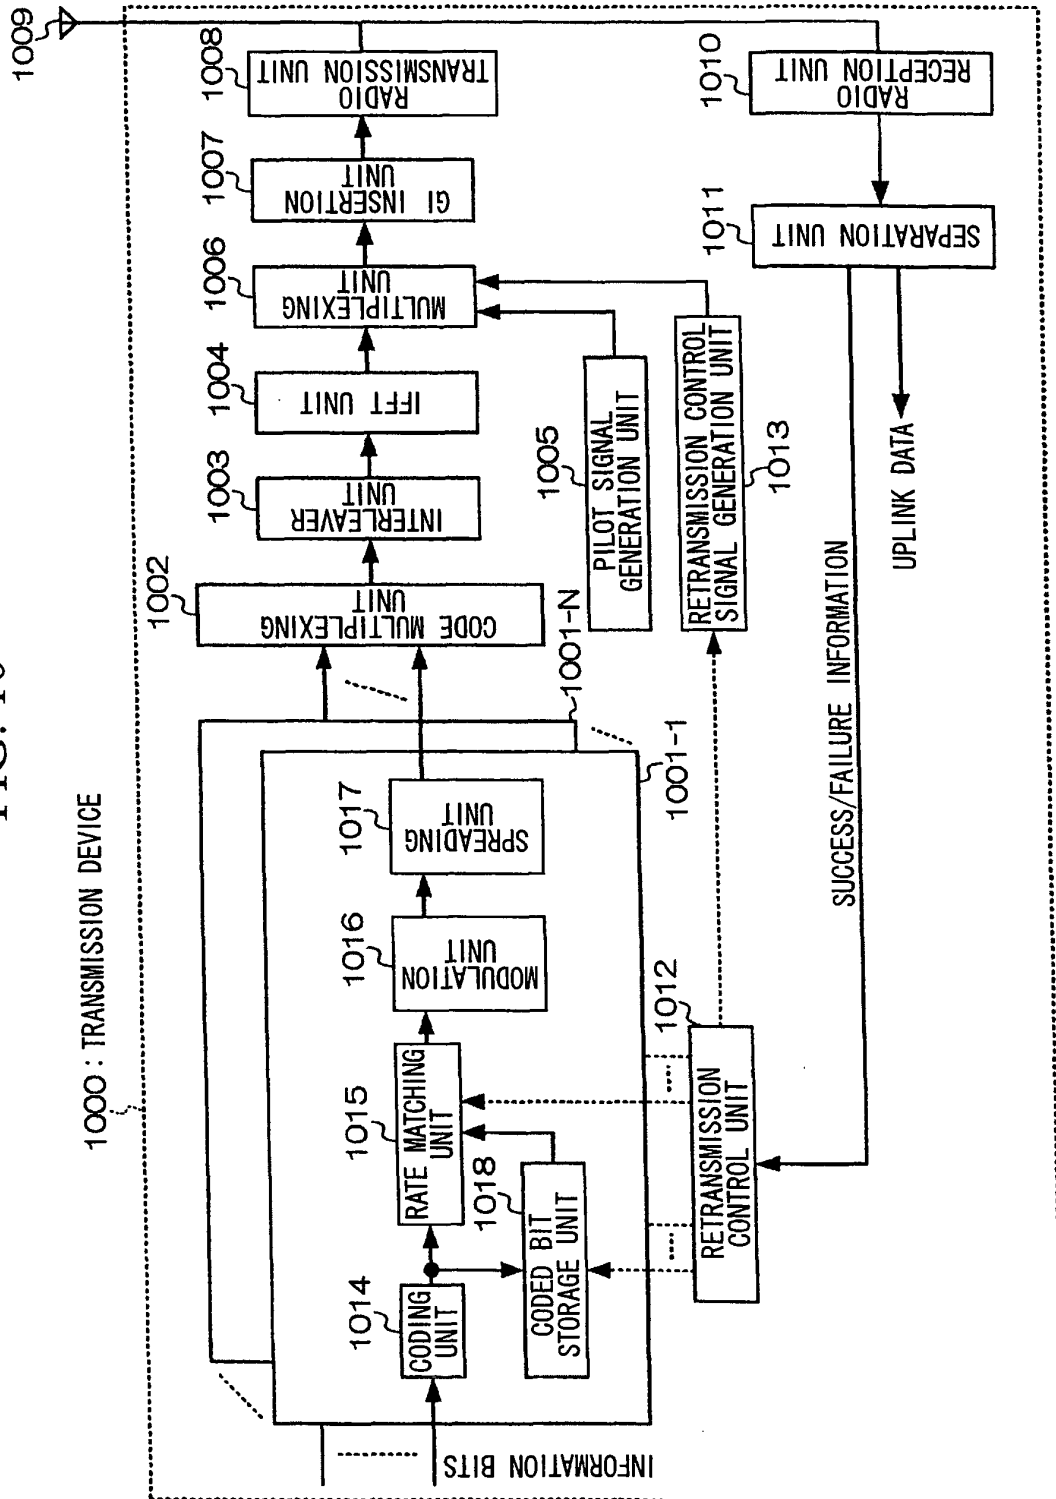 1000 : TRANSMISSION DEVICE
INFORMATION BITS
1014
CODING
UNIT
1015
RATE MATCHING
UNIT
1018
CODED BIT
STORAGE UNIT
1016
MODULATION
UNIT
1017
SPREADING
UNIT
1001-1
1001-N
1002
CODE MULTIPLEXING
UNIT
1003
INTERLEAVER
UNIT
1004
IFFT UNIT
1005
PILOT SIGNAL
GENERATION UNIT
1006
MULTIPLEXING
UNIT
1007
GI INSERTION
UNIT
1008
RADIO
TRANSMISSION UNIT
1009
1010
RADIO
RECEPTION UNIT
1011
SEPARATION UNIT
UPLINK DATA
SUCCESS/FAILURE INFORMATION
1012
RETRANSMISSION
CONTROL UNIT
1013
RETRANSMISSION CONTROL
SIGNAL GENERATION UNIT